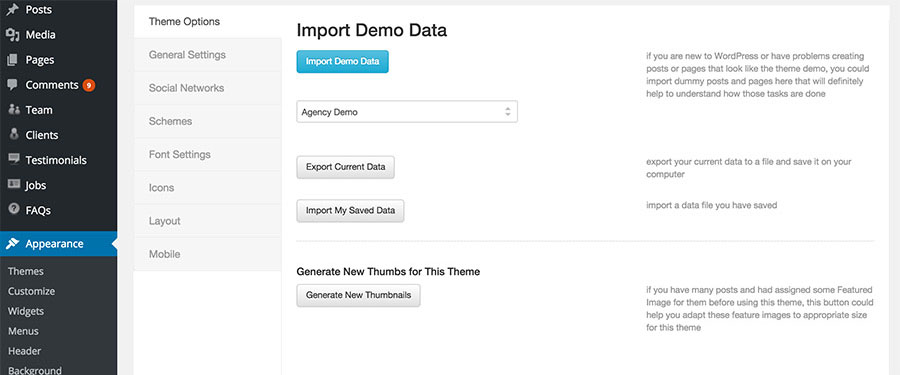 Posts
Media
Pages
Comments 9
Team
Clients
Testimonials
Jobs
FAQs
Appearance
Themes
Customize
Widgets
Menus
Header
Background
Theme Options
General Settings
Social Networks
Schemes
Font Settings
Icons
Layout
Mobile
Import Demo Data
Import Demo Data
if you are new to WordPress or have problems creating
posts or pages that look like the theme demo, you could
import dummy posts and pages here that will definitely
help to understand how those tasks are done
Agency Demo
Export Current Data
export your current data to a file and save it on your
computer
Import My Saved Data
import a data file you have saved
Generate New Thumbs for This Theme
Generate New Thumbnails
if you have many posts and had assigned some Featured
Image for them before using this theme, this button could
help you adapt these feature images to appropriate size
for this theme